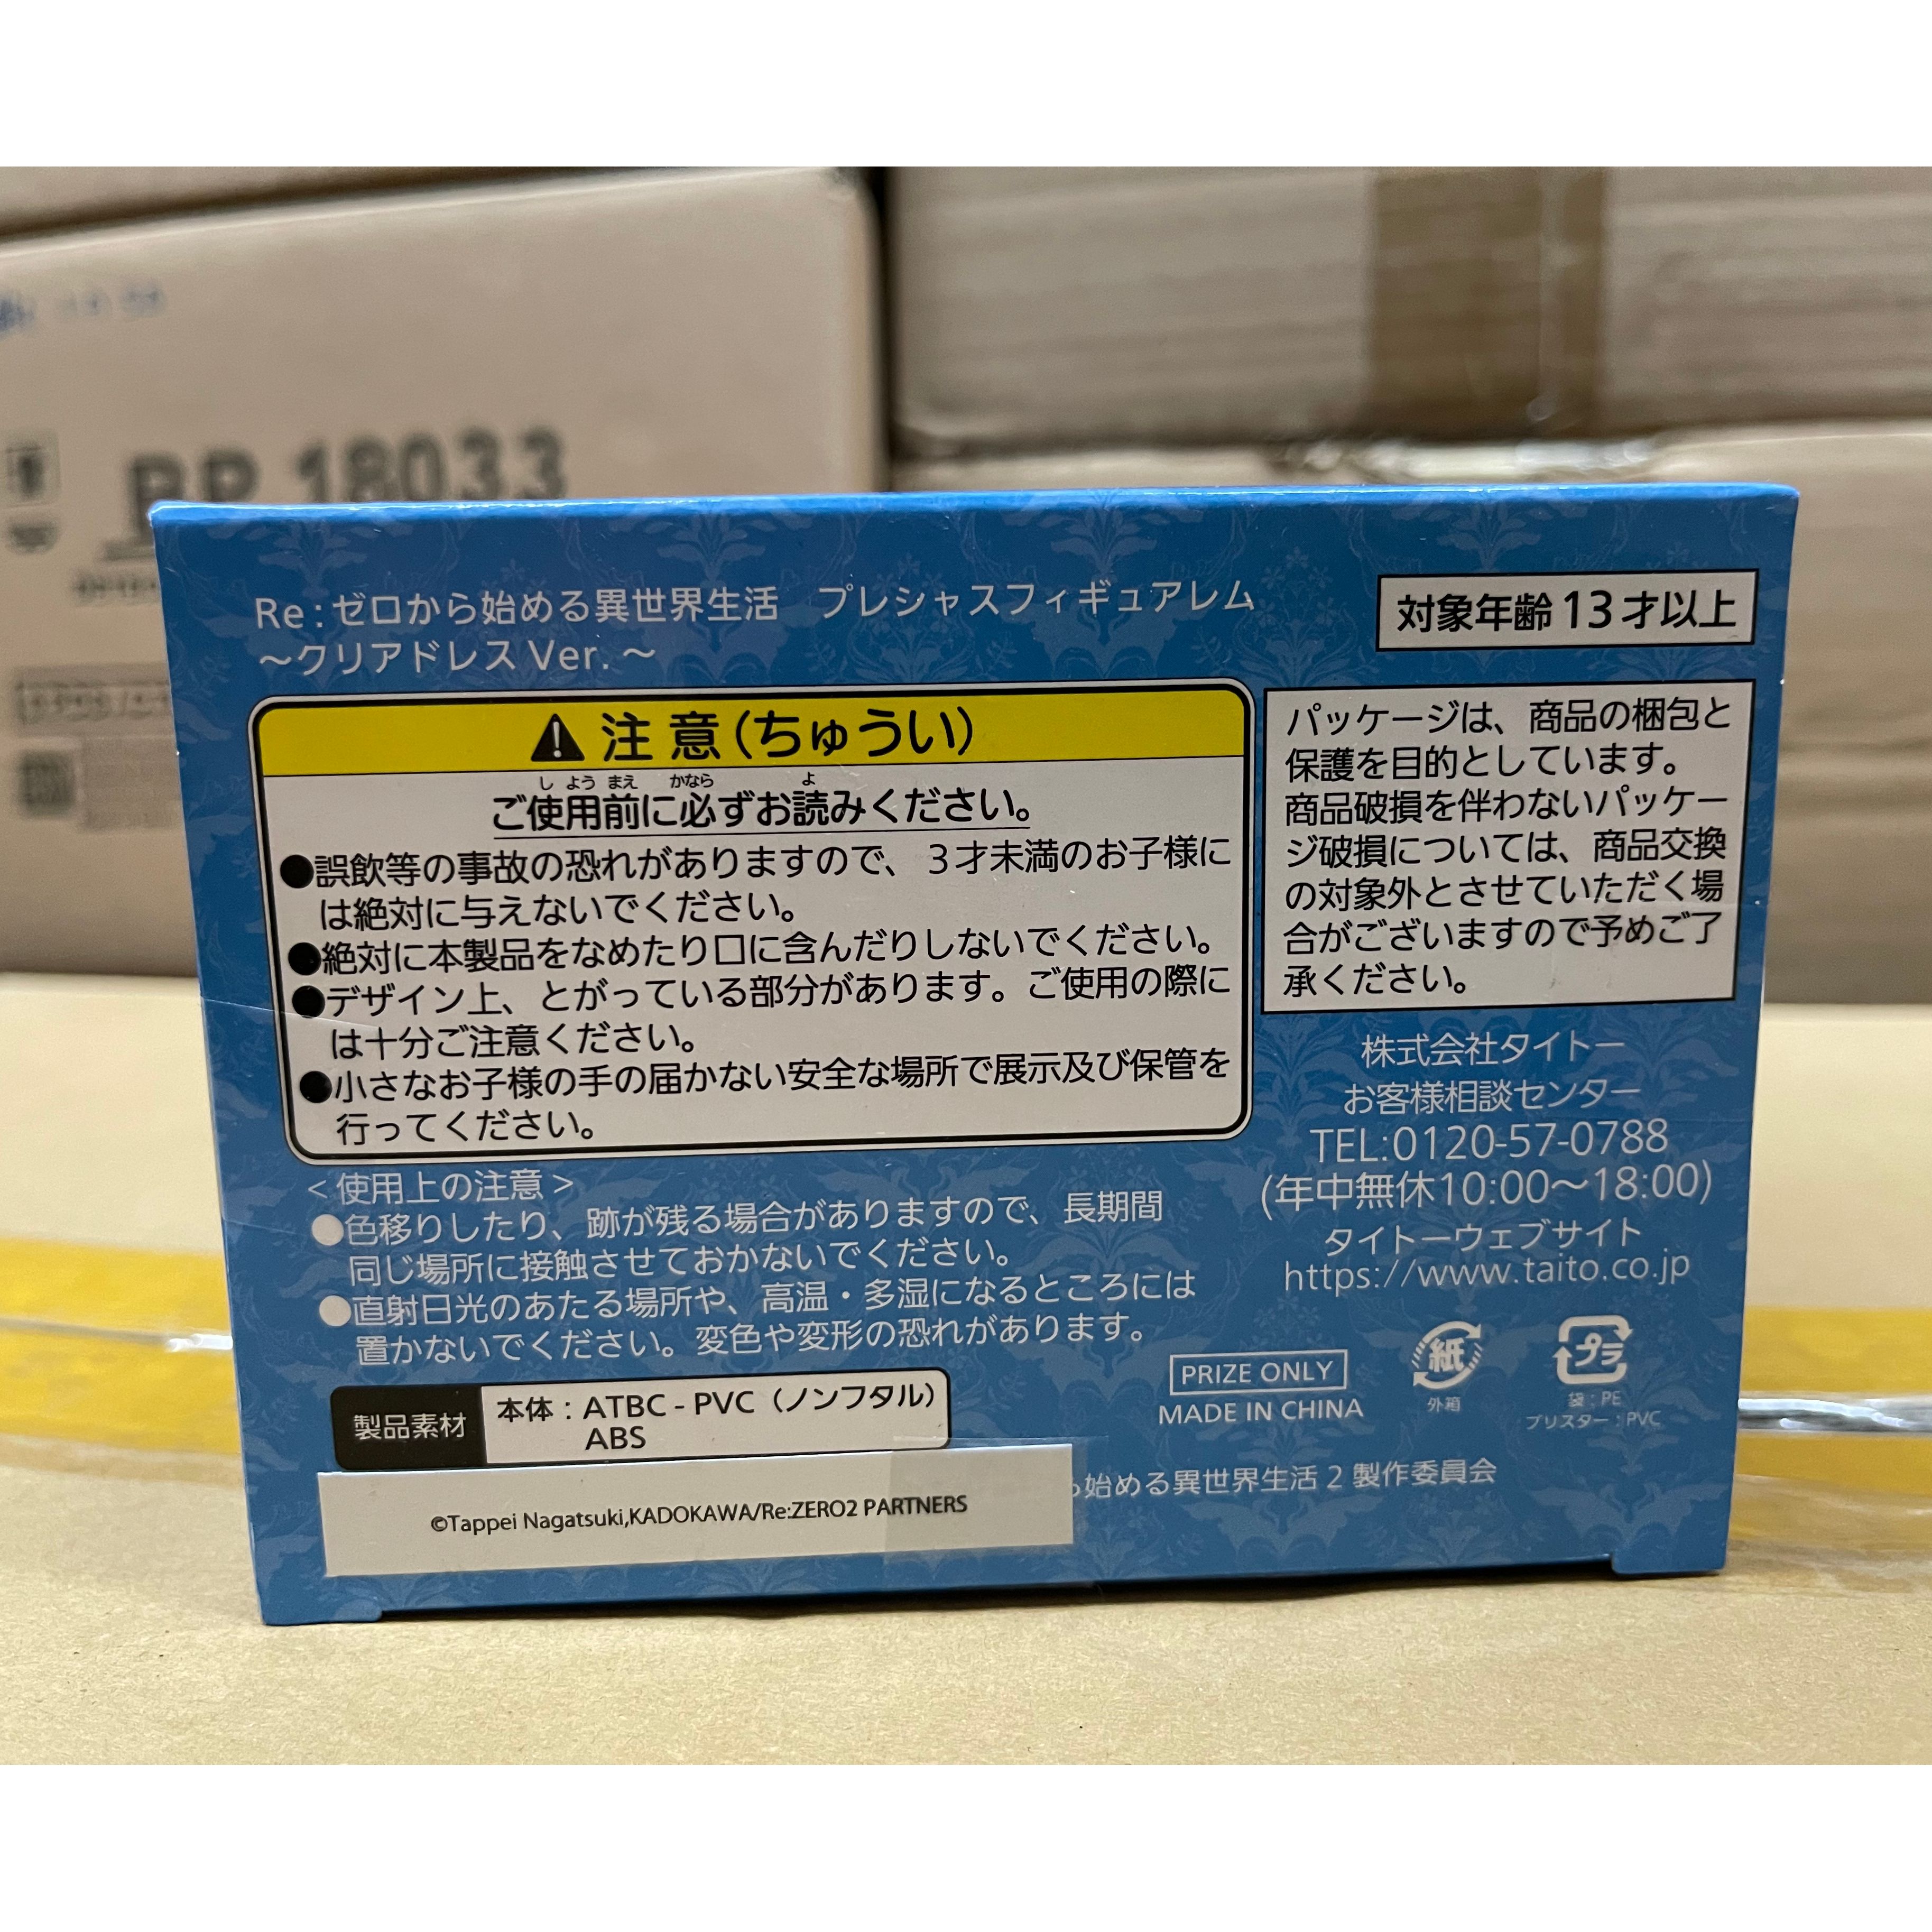 BP 18033
Re:ゼロから始める異世界生活　プレシャスフィギュアレム
～クリアドレス Ver. ～
対象年齢 13 才以上
注 意（ちゅうい）
し よう まえ かなら よ
ご使用前に必ずお読みください。
●誤飲等の事故の恐れがありますので、３才未満のお子様に
は絶対に与えないでください。
●絶対に本製品をなめたり口に含んだりしないでください。
●デザイン上、とがっている部分があります。ご使用の際に
は十分ご注意ください。
●小さなお子様の手の届かない安全な場所で展示及び保管を
行ってください。
パッケージは、商品の梱包と
保護を目的としています。
商品破損を伴わないパッケー
ジ破損については、商品交換
の対象外とさせていただく場
合がございますので予めご了
承ください。
＜使用上の注意＞
●色移りしたり、跡が残る場合がありますので、長期間
同じ場所に接触させておかないでください。
●直射日光のあたる場所や、高温・多湿になるところには
置かないでください。変色や変形の恐れがあります。
株式会社タイトー
お客様相談センター
TEL:0120-57-0788
(年中無休10:00～18:00)
タイトーウェブサイト
https://www.taito.co.jp
製品素材
本体：ATBC - PVC（ノンフタル）
ABS
PRIZE ONLY
MADE IN CHINA
紙
外箱
プラ
袋：PE
ブリスター：PVC
始める異世界生活 2 製作委員会
©Tappei Nagatsuki,KADOKAWA/Re:ZERO2 PARTNERS